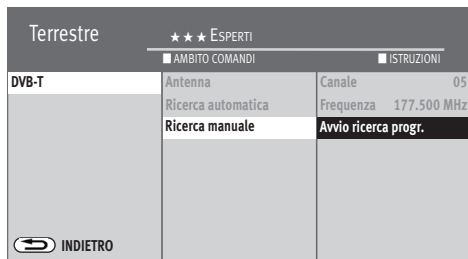 Terrestre
★ ★ ★ ESPERTI
AMBITO COMANDI
ISTRUZIONI
DVB-T
Antenna
Ricerca automatica
Ricerca manuale
Canale 05
Frequenza 177.500 MHz
Avvio ricerca progr.
INDIETRO